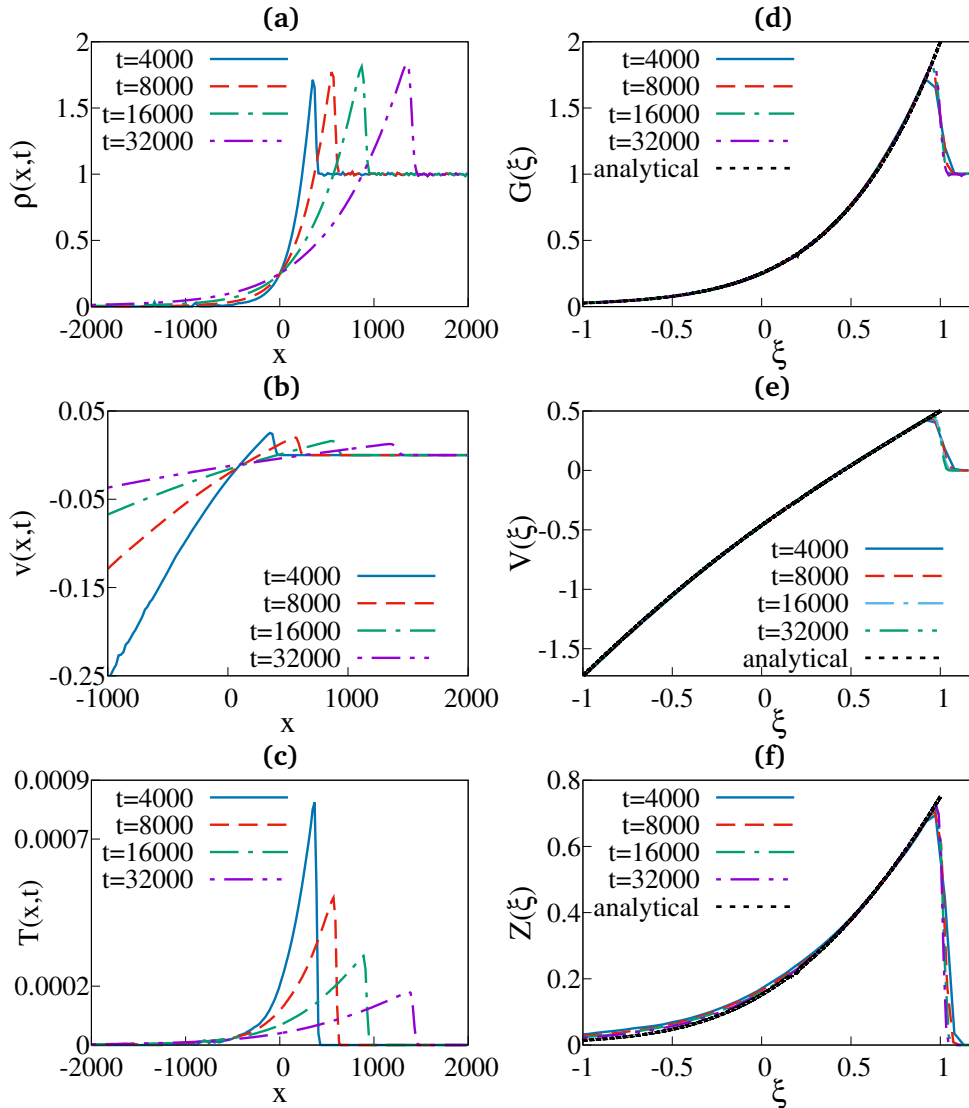 (a)
2
1.5
1
0.5
0
ρ(x,t)
t=4000
t=8000
t=16000
t=32000
-2000 -1000 0 1000 2000
x
(d)
2
1.5
1
0.5
0
G(ξ)
t=4000
t=8000
t=16000
t=32000
analytical
-1 -0.5 0 0.5 1
ξ
(b)
0.05
-0.05
-0.15
-0.25
v(x,t)
t=4000
t=8000
t=16000
t=32000
-1000 0 1000 2000
x
(e)
0.5
0
-0.5
-1
-1.5
V(ξ)
t=4000
t=8000
t=16000
t=32000
analytical
-1 -0.5 0 0.5 1
ξ
(c)
0.0009
0.0007
0.0002
0
T(x,t)
t=4000
t=8000
t=16000
t=32000
-2000 -1000 0 1000 2000
x
(f)
0.8
0.6
0.4
0.2
0
Z(ξ)
t=4000
t=8000
t=16000
t=32000
analytical
-1 -0.5 0 0.5 1
ξ